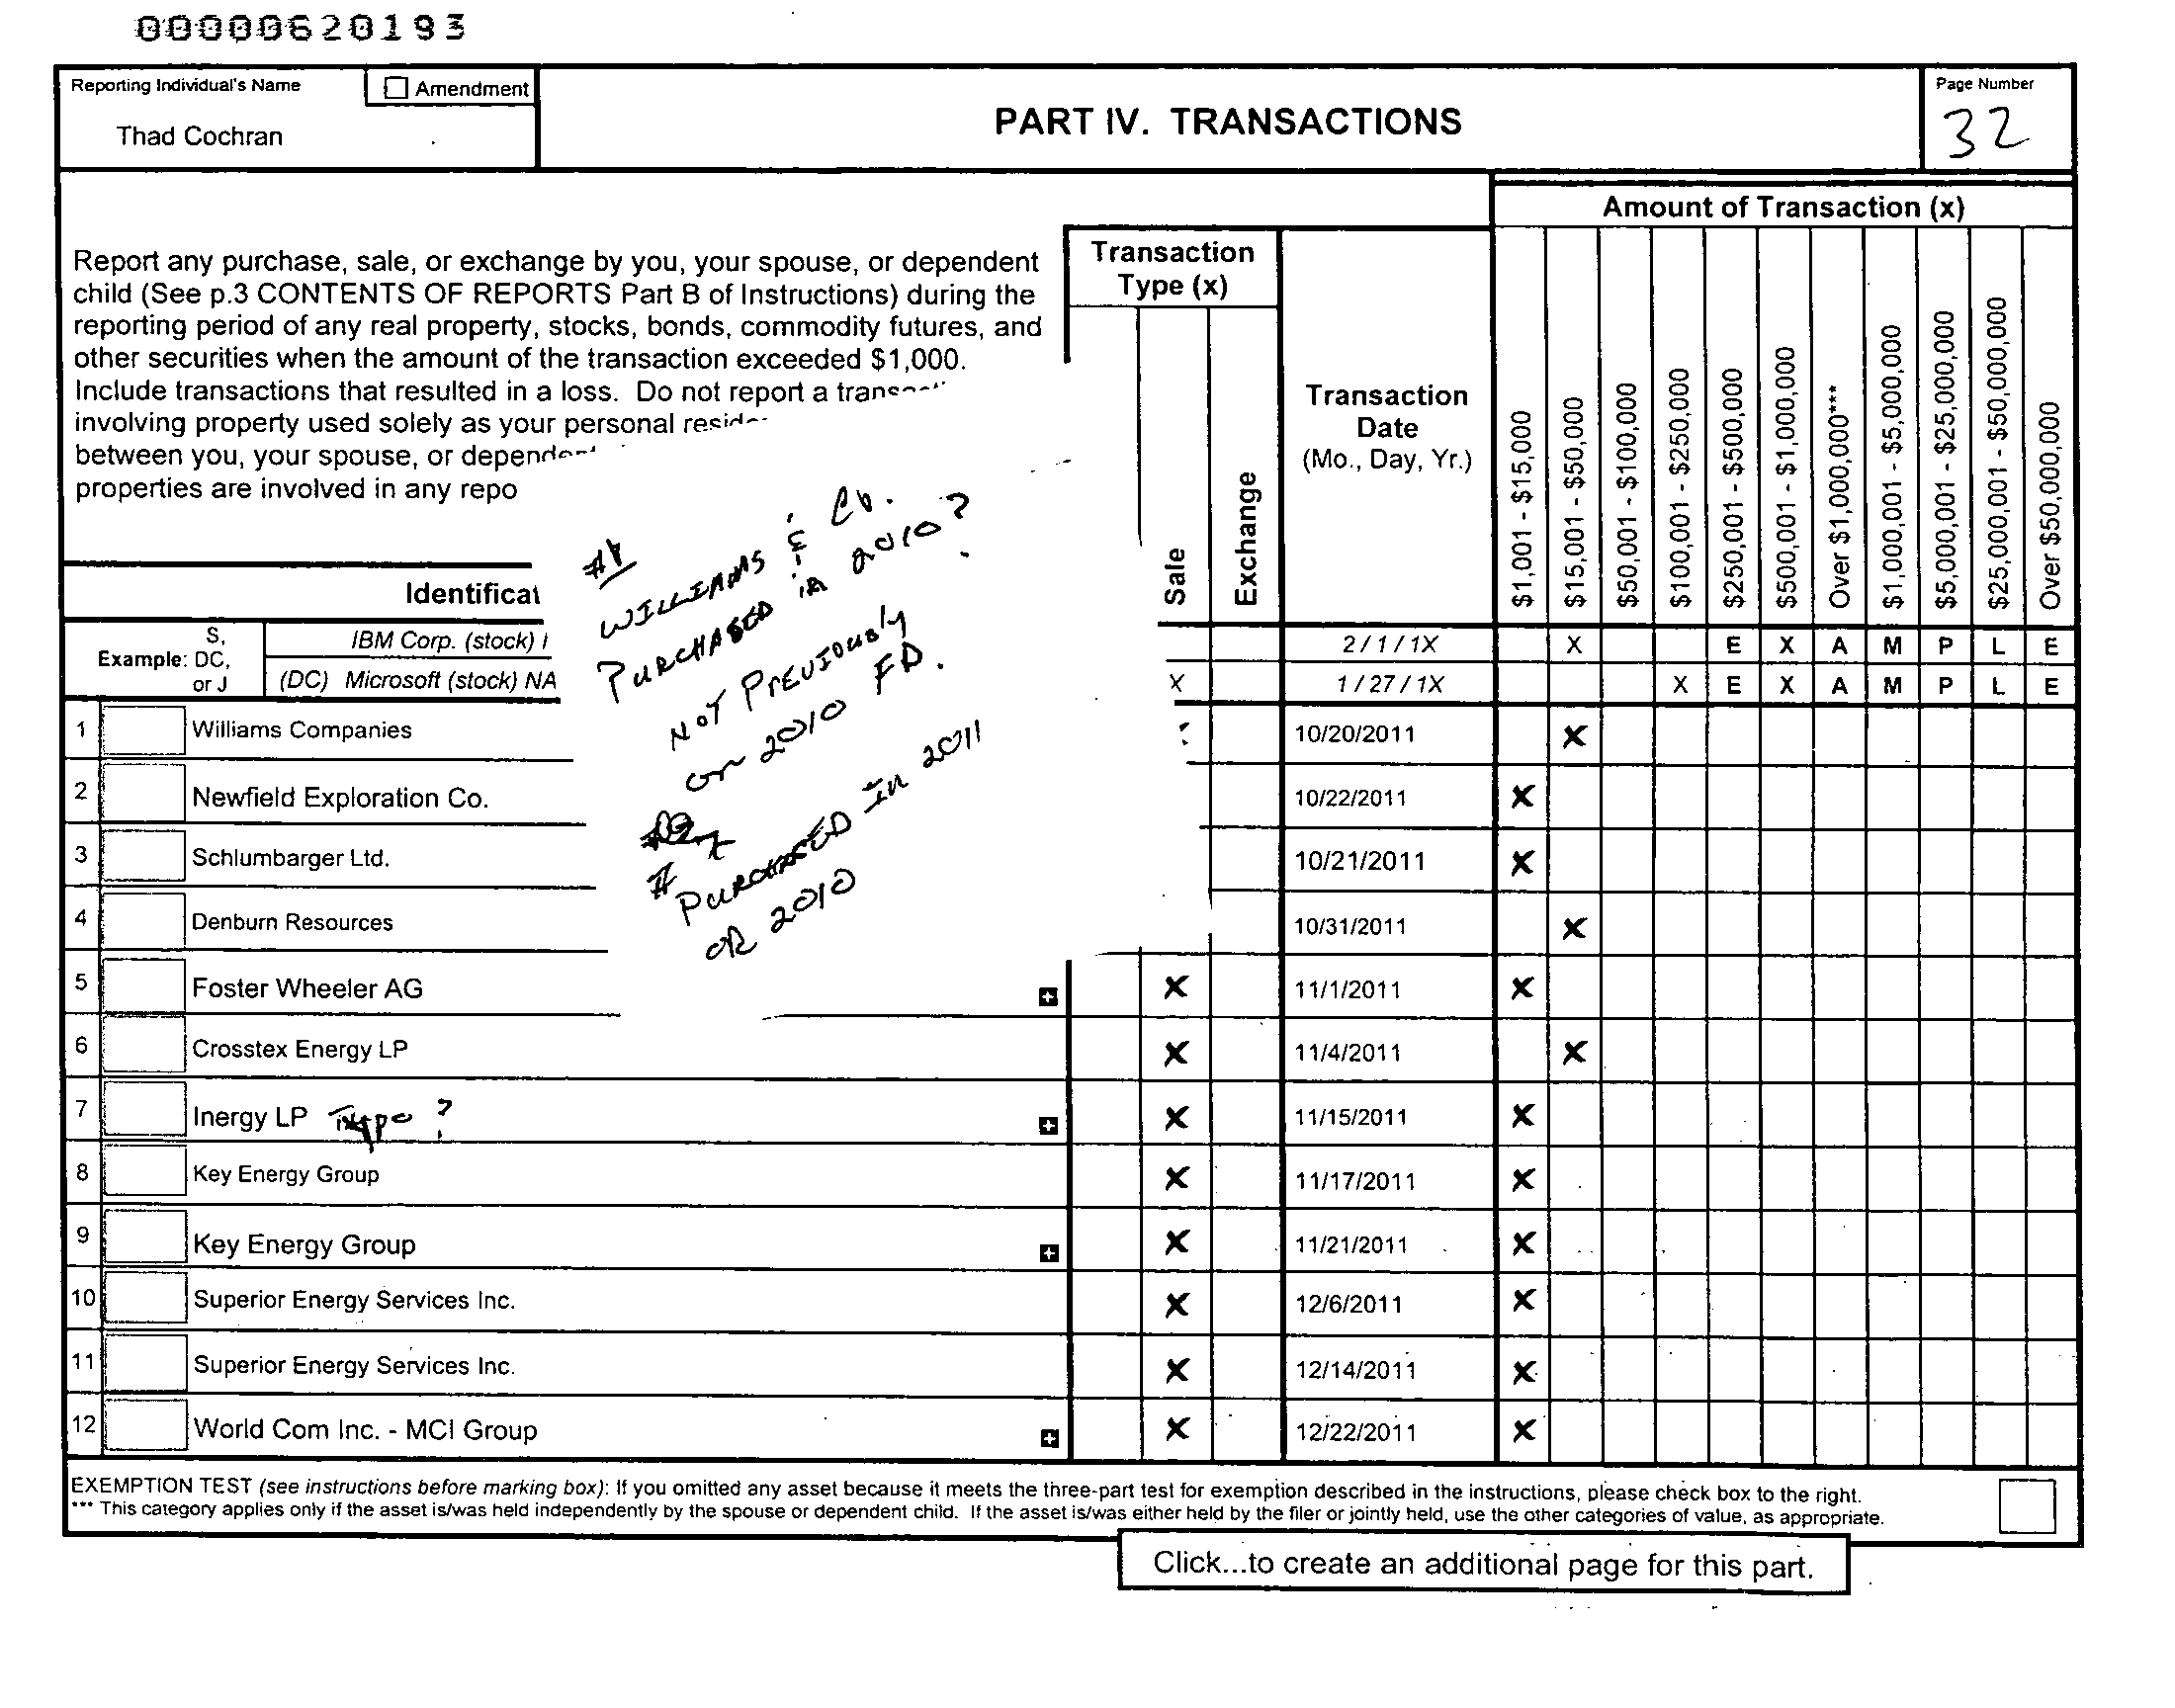 00000620193
Reporting Individual's Name
Amendment
Thad Cochran
PART IV. TRANSACTIONS
Page Number
32
Amount of Transaction (x)
Report any purchase, sale, or exchange by you, your spouse, or dependent
child (See p.3 CONTENTS OF REPORTS Part B of Instructions) during the
reporting period of any real property, stocks, bonds, commodity futures, and
other securities when the amount of the transaction exceeded $1,000.
Include transactions that resulted in a loss. Do not report a
involving property used solely as your personal
between you, your spouse, or
properties are involved in any
Transaction
Type (x)
Sale
Exchange
Transaction
Date
(Mo., Day, Yr.)
$1,001 - $15,000
$15,001 - $50,000
$50,001 - $100,000
$100,001 - $250,000
$250,001 - $500,000
$500,001 - $1,000,000
Over $1,000,000***
$1,000,001 - $5,000,000
$5,000,001 - $25,000,000
$25,000,001 - $50,000,000
Over $50,000,000
WILLIAMS & Co.
PURCHASED in 2010?
NOT PREVIOUSly
on 2010 FD.
#
PURCHASED In 2011
OR 2010
Example: S, DC, or J
IBM Corp. (stock) 2/1/1X X E X A M P L E
(DC) Microsoft (stock) NA X 1/27/1X X E X A M P L E
1 Williams Companies 10/20/2011 X
2 Newfield Exploration Co. 10/22/2011 X
3 Schlumbarger Ltd. 10/21/2011 X
4 Denburn Resources 10/31/2011 X
5 Foster Wheeler AG X 11/1/2011 X
6 Crosstex Energy LP X 11/4/2011 X
7 Inergy LP Type? X 11/15/2011 X
8 Key Energy Group X 11/17/2011 X
9 Key Energy Group X 11/21/2011 X
10 Superior Energy Services Inc. X 12/6/2011 X
11 Superior Energy Services Inc. X 12/14/2011 X
12 World Com Inc. - MCI Group X 12/22/2011 X
EXEMPTION TEST (see instructions before marking box): If you omitted any asset because it meets the three-part test for exemption described in the instructions, please check box to the right.
*** This category applies only if the asset is/was held independently by the spouse or dependent child. If the asset is/was either held by the filer or jointly held, use the other categories of value, as appropriate.
Click...to create an additional page for this part.